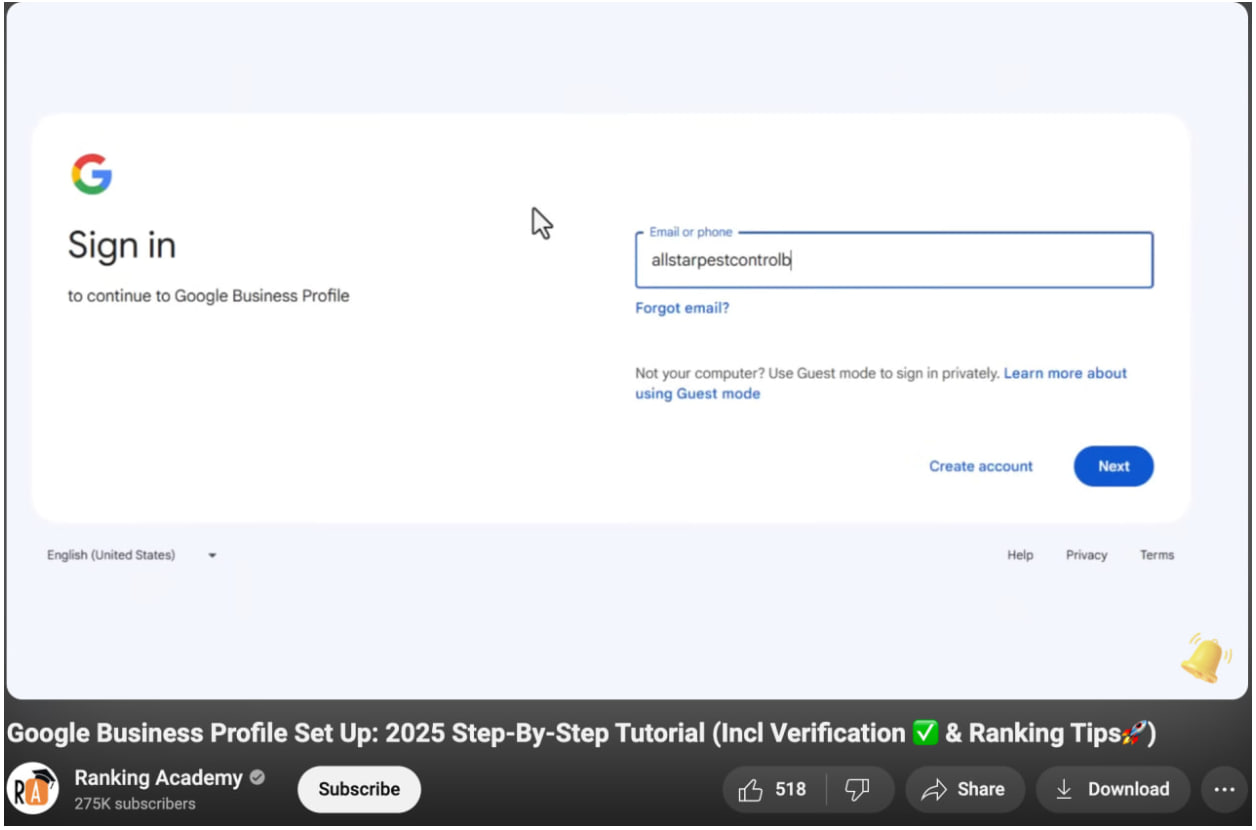 Sign in
to continue to Google Business Profile
Email or phone
allstarpestcontrolb
Forgot email?
Not your computer? Use Guest mode to sign in privately. Learn more about
using Guest mode
Create account
Next
English (United States)
Help Privacy Terms
Google Business Profile Set Up: 2025 Step-By-Step Tutorial (Incl Verification ✅ & Ranking Tips🚀)
RA
Ranking Academy
275K subscribers
Subscribe
518
Share
Download